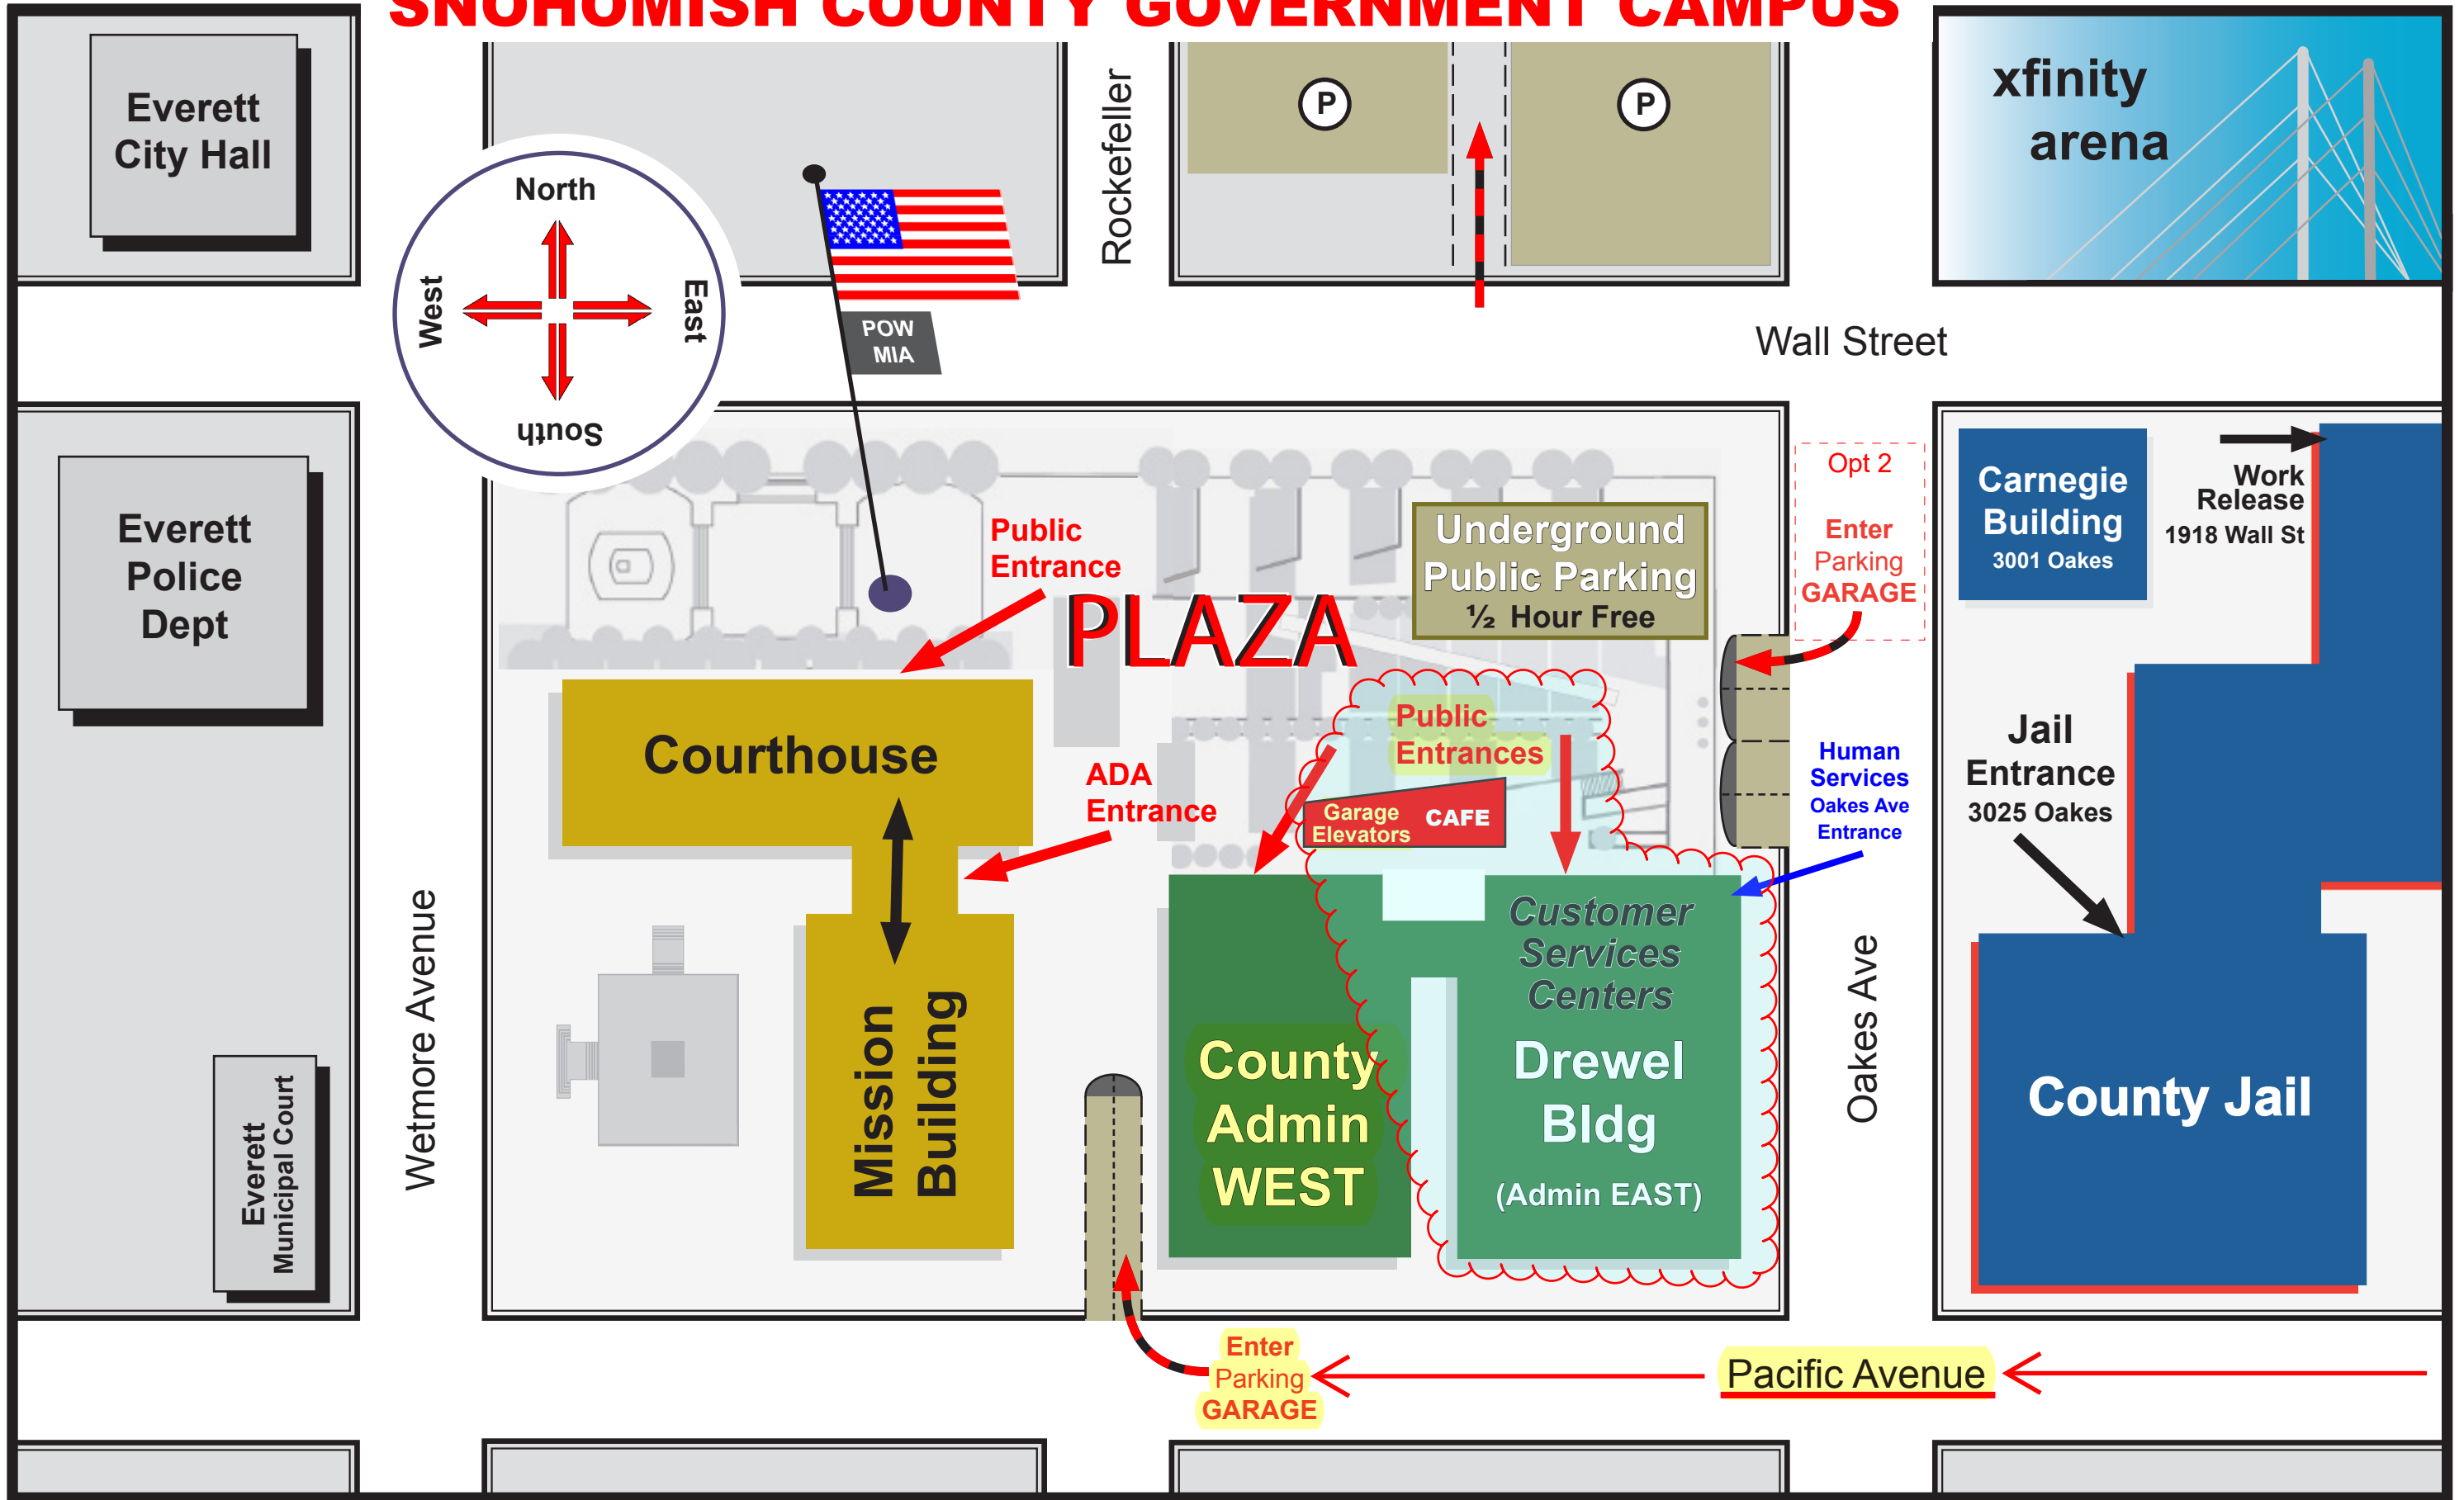 SNOHOMISH COUNTY GOVERNMENT CAMPUS
Everett
City Hall
North
West
East
South
POW
MIA
Rockefeller
P
P
xfinity
arena
Wall Street
Everett
Police
Dept
Public
Entrance
PLAZA
Underground
Public Parking
½ Hour Free
Opt 2
Enter
Parking
GARAGE
Carnegie
Building
3001 Oakes
Work
Release
1918 Wall St
Courthouse
ADA
Entrance
Public
Entrances
Garage
Elevators
CAFE
Human
Services
Oakes Ave
Entrance
Jail
Entrance
3025 Oakes
Wetmore Avenue
Everett
Municipal Court
Mission
Building
County
Admin
WEST
Customer
Services
Centers
Drewel
Bldg
(Admin EAST)
Oakes Ave
County Jail
Enter
Parking
GARAGE
Pacific Avenue